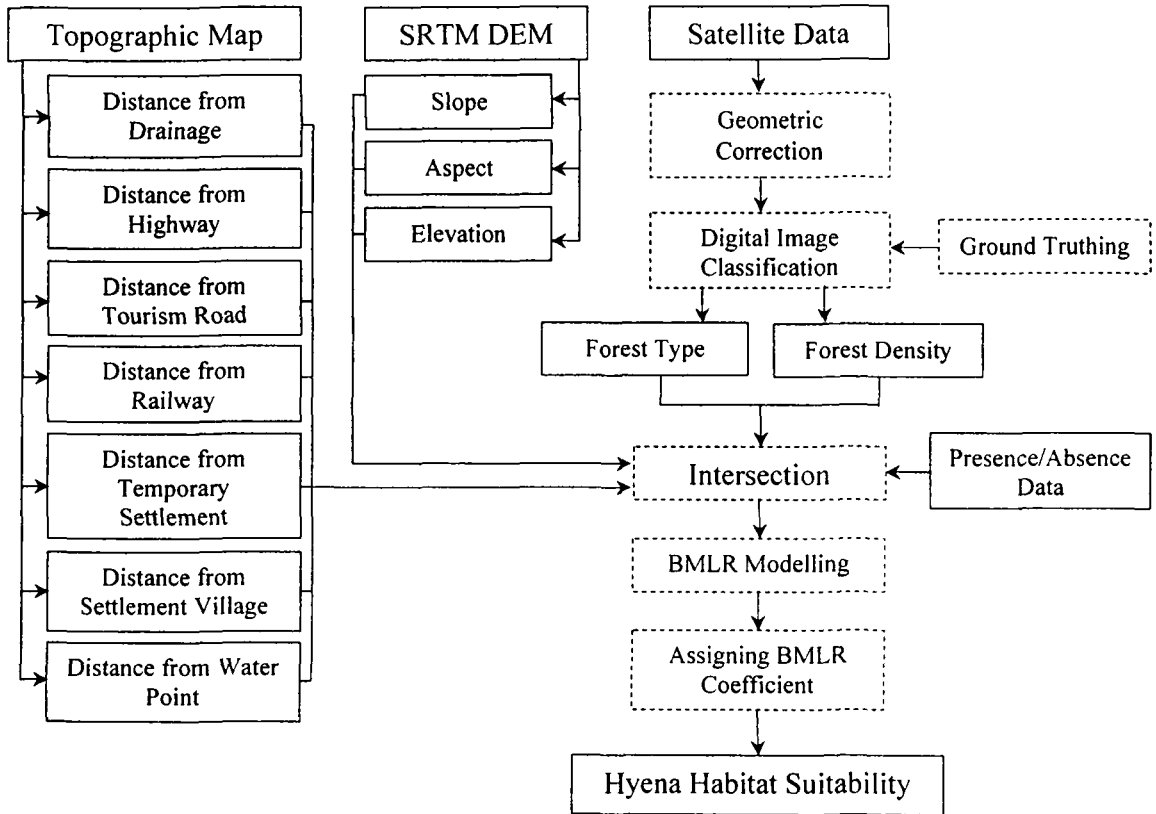 Topographic Map
Distance from
Drainage
Distance from
Highway
Distance from
Tourism Road
Distance from
Railway
Distance from
Temporary
Settlement
Distance from
Settlement Village
Distance from Water
Point
SRTM DEM
Slope
Aspect
Elevation
Satellite Data
Geometric
Correction
Digital Image
Classification
Ground Truthing
Forest Type
Forest Density
Intersection
Presence/Absence
Data
BMLR Modelling
Assigning BMLR
Coefficient
Hyena Habitat Suitability